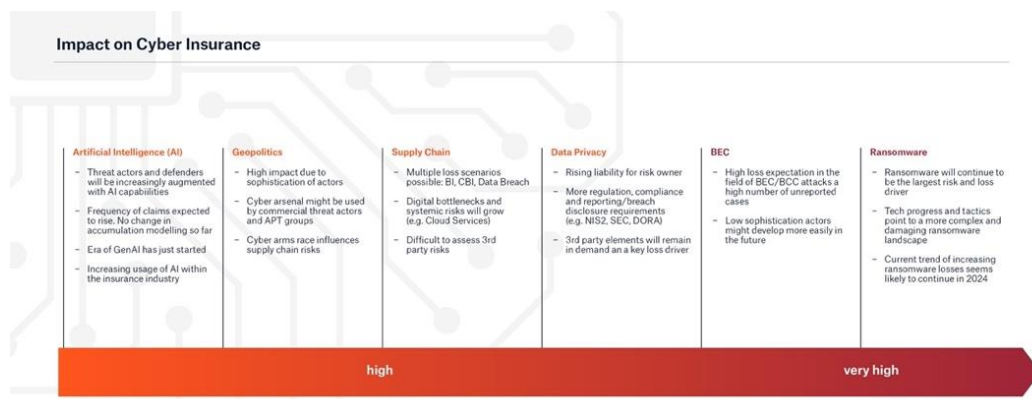 Impact on Cyber Insurance
Artificial Intelligence (AI)
– Threat actors and defenders
will be increasingly augmented
with AI capabilities
– Frequency of claims expected
to rise. No change in
accumulation modelling so far
– Era of GenAI has just started
– Increasing usage of AI within
the insurance industry
Geopolitics
– High impact due to
sophistication of actors
– Cyber arsenal might be used
by commercial threat actors
and APT groups
– Cyber arms race influences
supply chain risks
Supply Chain
– Multiple loss scenarios
possible: BI, CBI, Data Breach
– Digital bottlenecks and
systemic risks will grow
(e.g. Cloud Services)
– Difficult to assess 3rd
party risks
Data Privacy
– Rising liability for risk owner
– More regulation, compliance
and reporting/breach
disclosure requirements
(e.g. NIS2, SEC, DORA)
– 3rd party elements will remain
in demand an a key loss driver
BEC
– High loss expectation in the
field of BEC/BCC attacks a
high number of unreported
cases
– Low sophistication actors
might develop more easily in
the future
Ransomware
– Ransomware will continue to
be the largest risk and loss
driver
– Tech progress and tactics
point to a more complex and
damaging ransomware
landscape
– Current trend of increasing
ransomware losses seems
likely to continue in 2024
high
very high